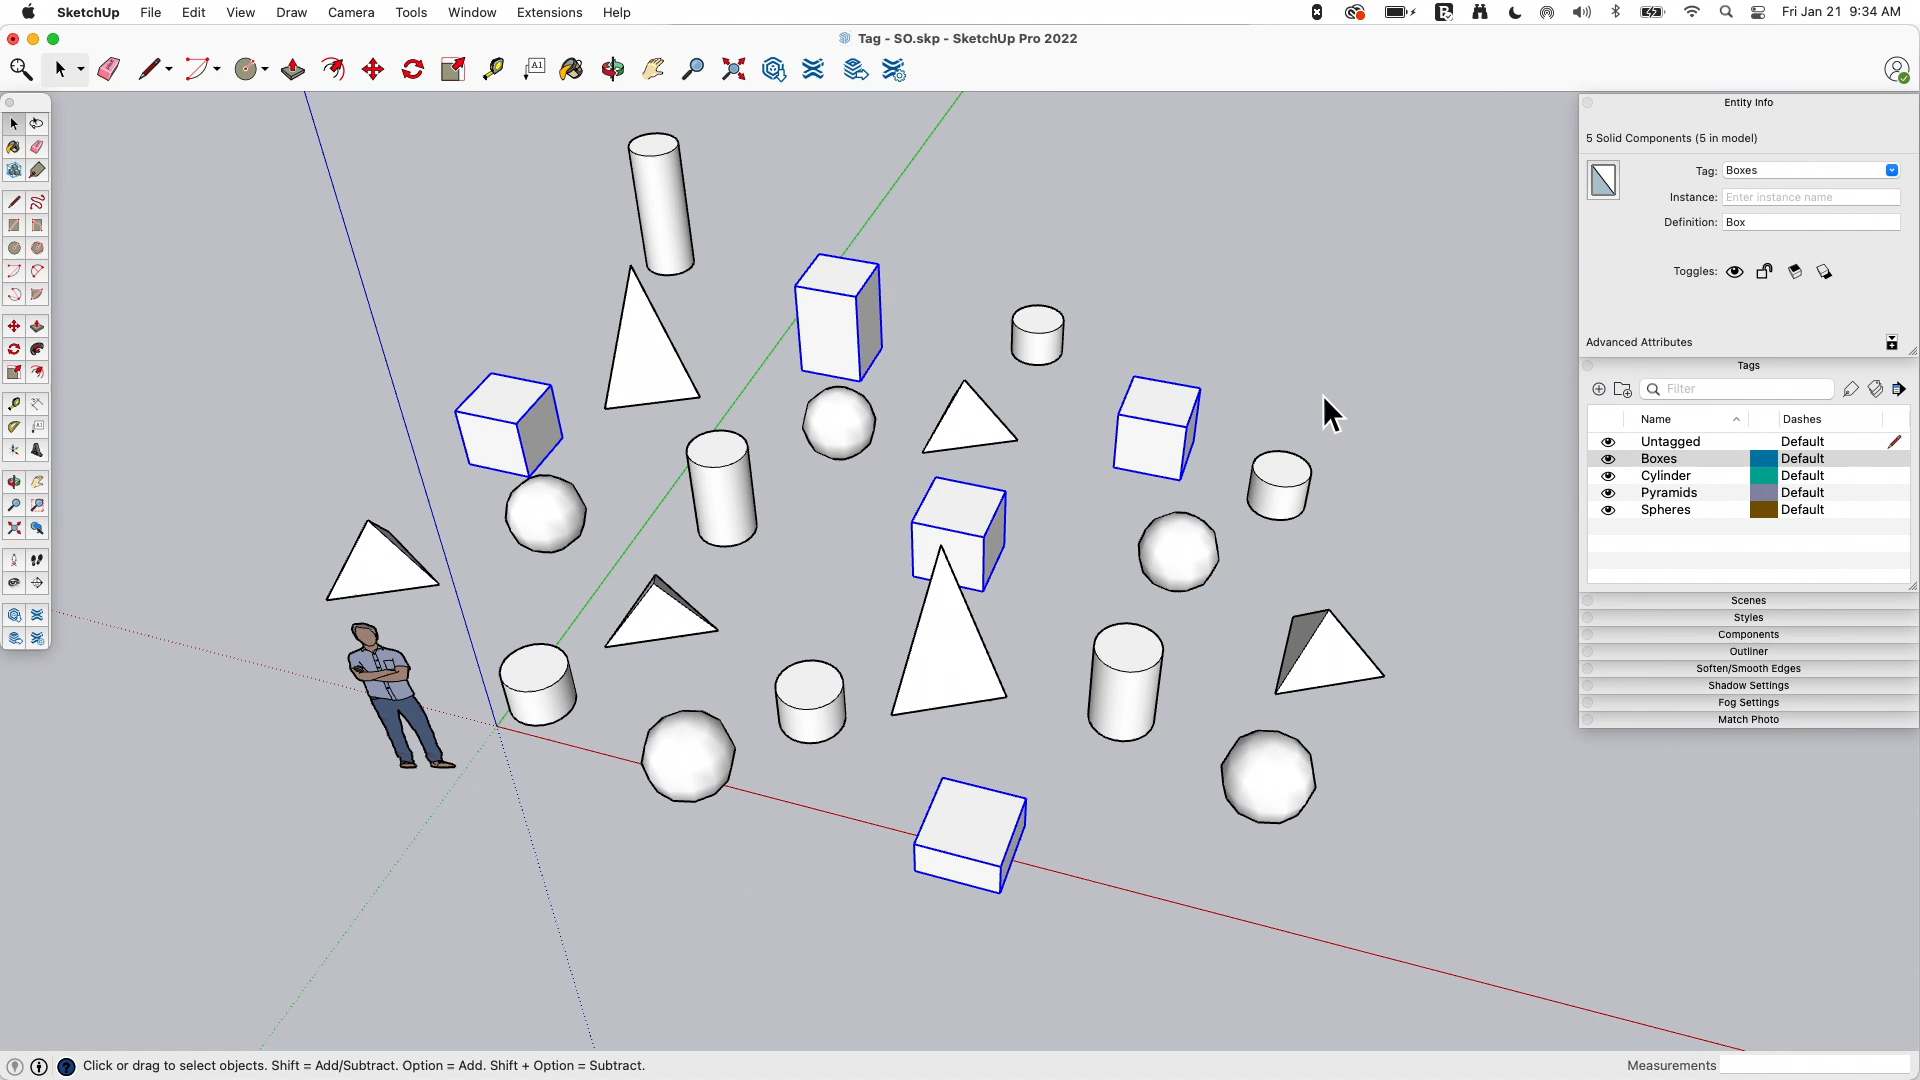 SketchUp File Edit View Draw Camera Tools Window Extensions Help Fri Jan 21 9:34 AM
Tag - SO.skp - SketchUp Pro 2022
A1
Entity Info
5 Solid Components (5 in model)
Tag: Boxes
Instance: Enter instance name
Definition: Box
Toggles:
Advanced Attributes
Tags
Filter
Name Dashes
Untagged Default
Boxes Default
Cylinder Default
Pyramids Default
Spheres Default
Scenes
Styles
Components
Outliner
Soften/Smooth Edges
Shadow Settings
Fog Settings
Match Photo
Click or drag to select objects. Shift = Add/Subtract. Option = Add. Shift + Option = Subtract. Measurements